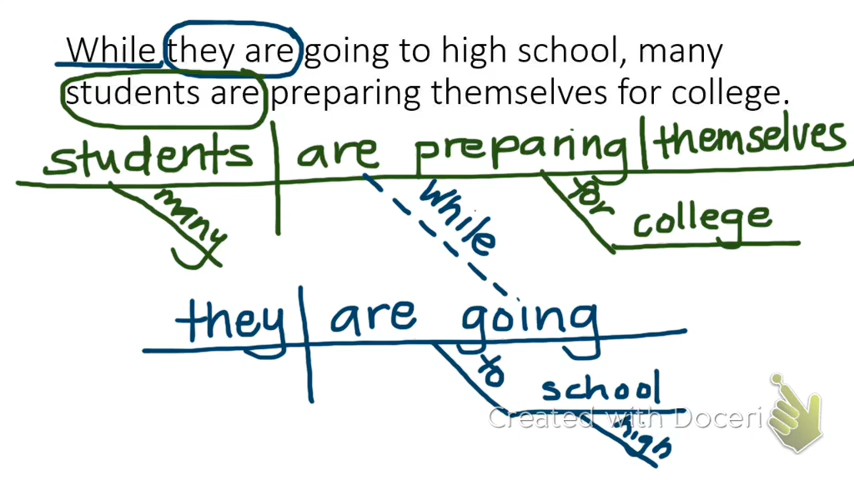 While they are going to high school, many
students are preparing themselves for college.
students are preparing themselves
many
while
for
college
they are going
to
school
high
Created with Doceri